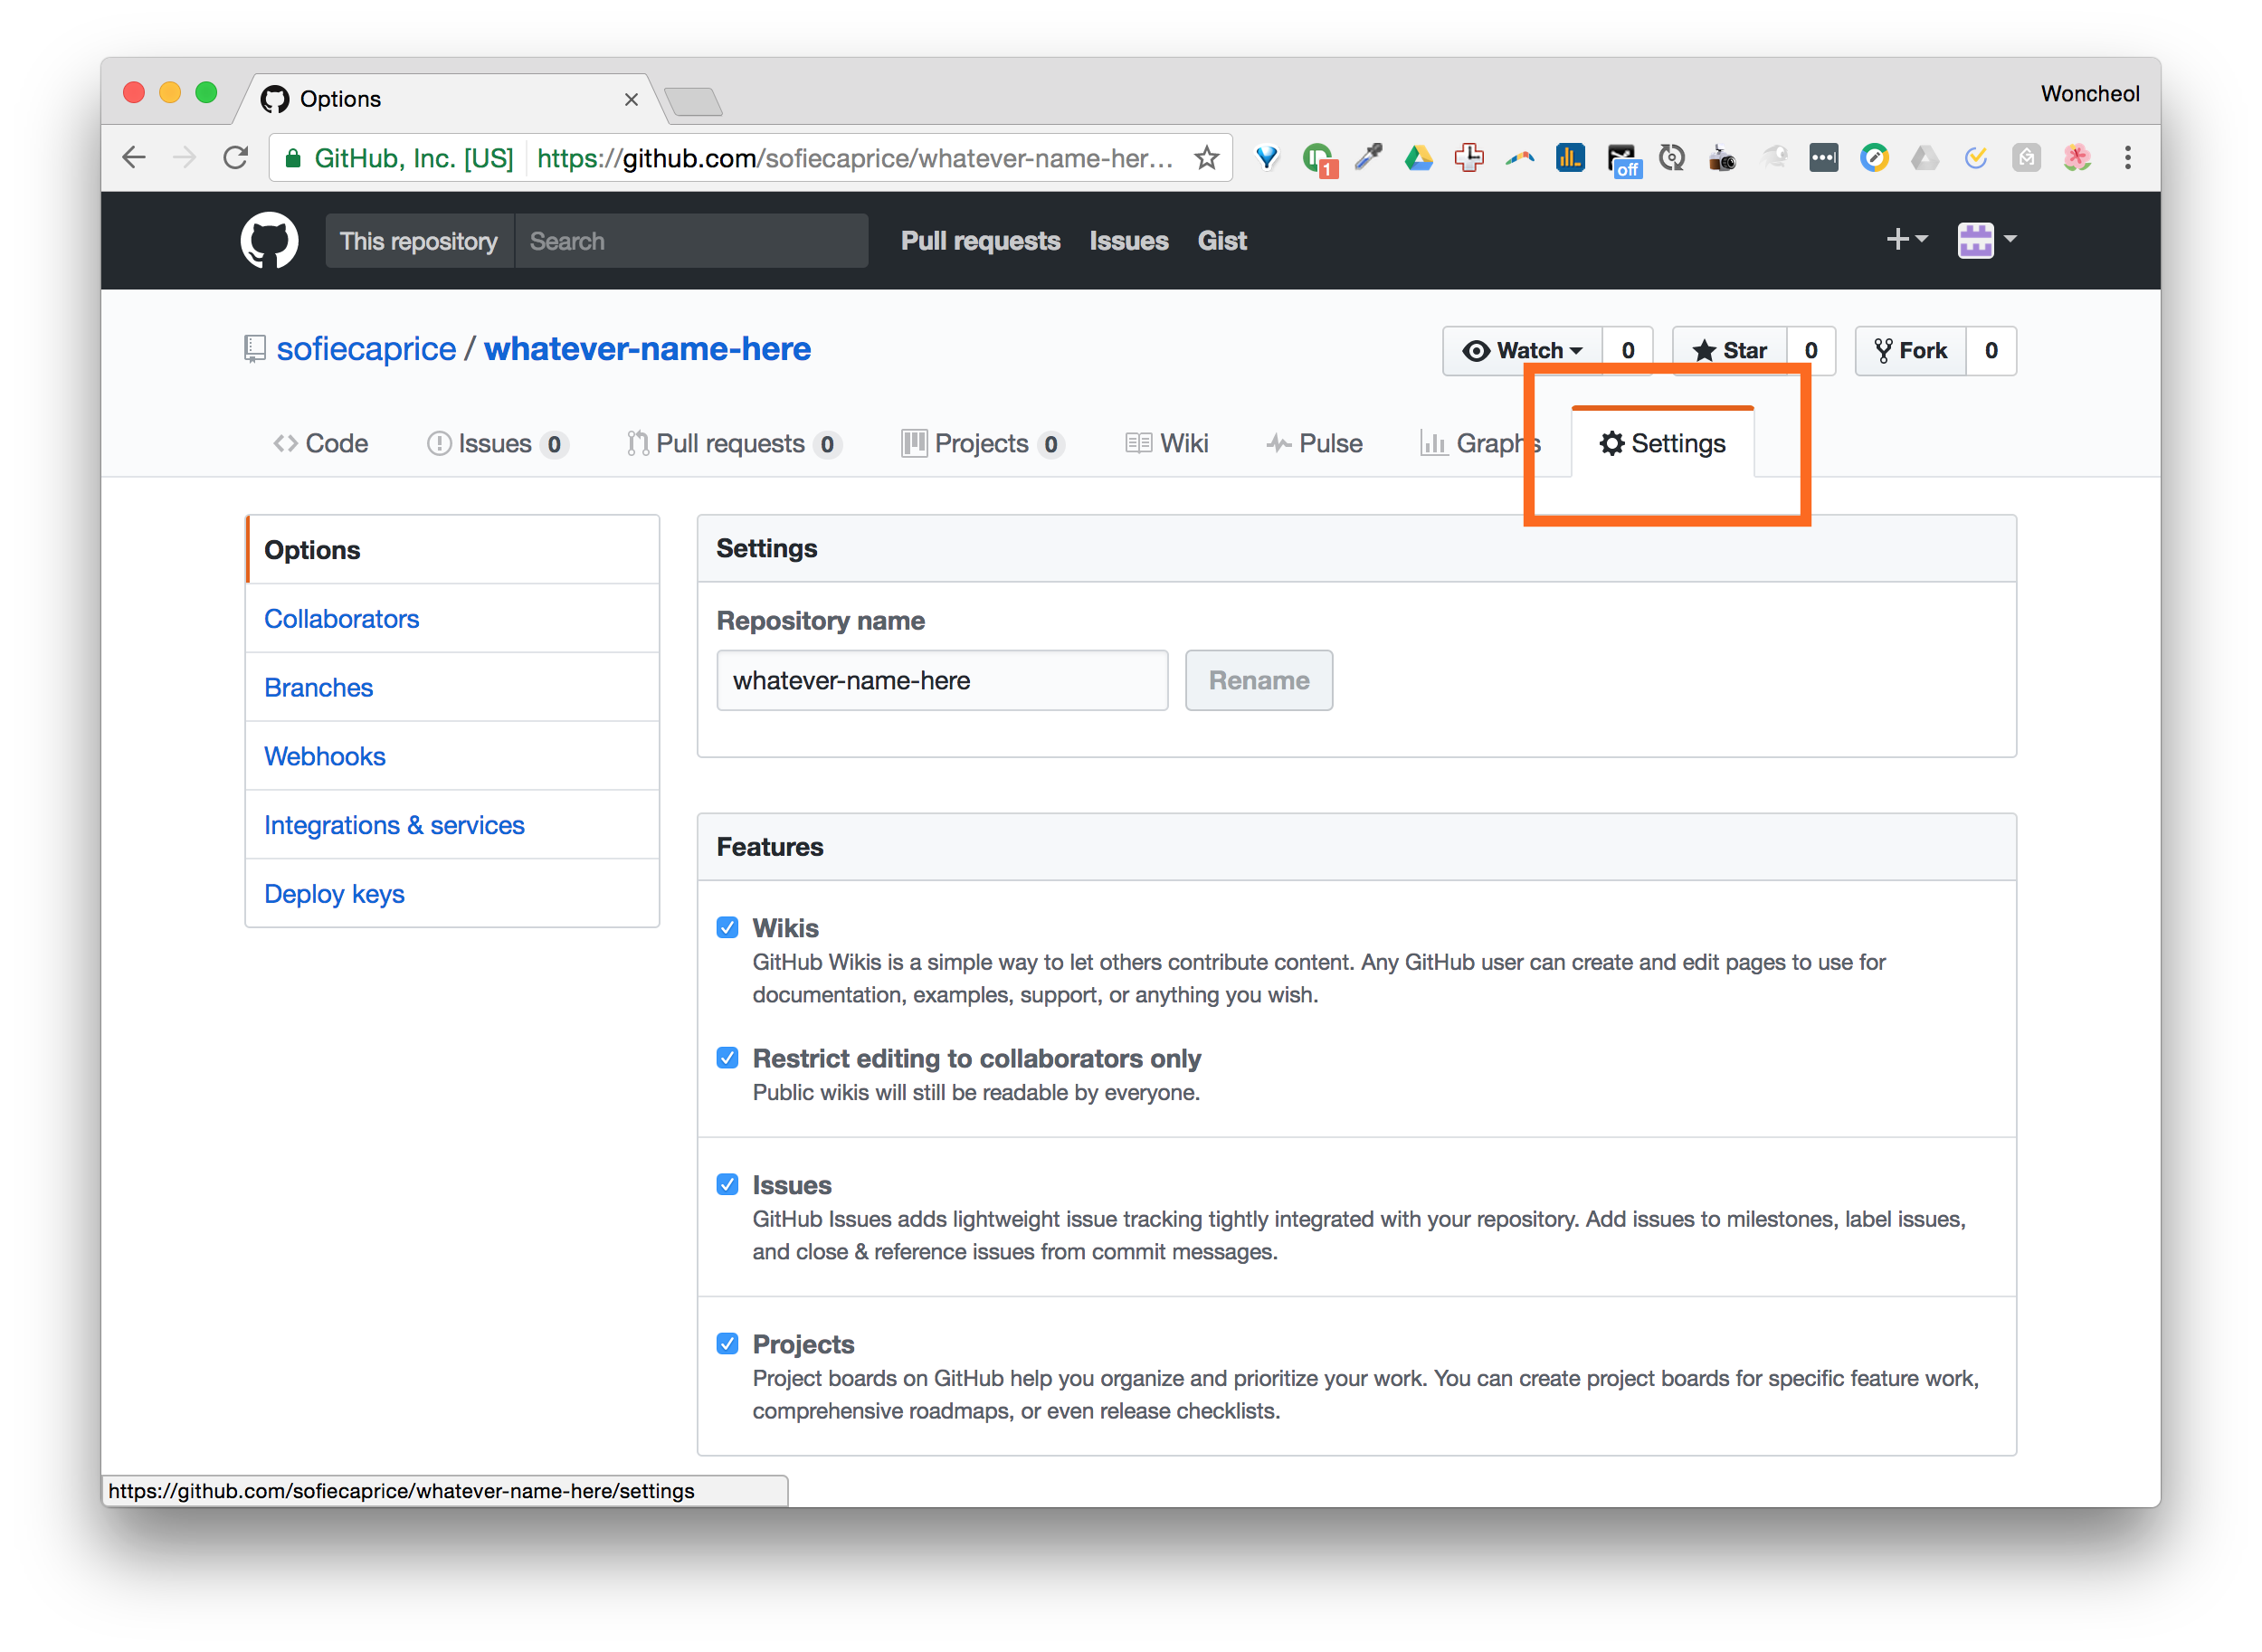 Options
Woncheol
GitHub, Inc. [US] https://github.com/sofiecaprice/whatever-name-her...
1
off
This repository Search Pull requests Issues Gist
sofiecaprice / whatever-name-here
Watch 0 Star 0 Fork 0
Code Issues 0 Pull requests 0 Projects 0 Wiki Pulse Graphs Settings
Options
Collaborators
Branches
Webhooks
Integrations & services
Deploy keys
Settings
Repository name
whatever-name-here Rename
Features
Wikis
GitHub Wikis is a simple way to let others contribute content. Any GitHub user can create and edit pages to use for
documentation, examples, support, or anything you wish.
Restrict editing to collaborators only
Public wikis will still be readable by everyone.
Issues
GitHub Issues adds lightweight issue tracking tightly integrated with your repository. Add issues to milestones, label issues,
and close & reference issues from commit messages.
Projects
Project boards on GitHub help you organize and prioritize your work. You can create project boards for specific feature work,
comprehensive roadmaps, or even release checklists.
https://github.com/sofiecaprice/whatever-name-here/settings